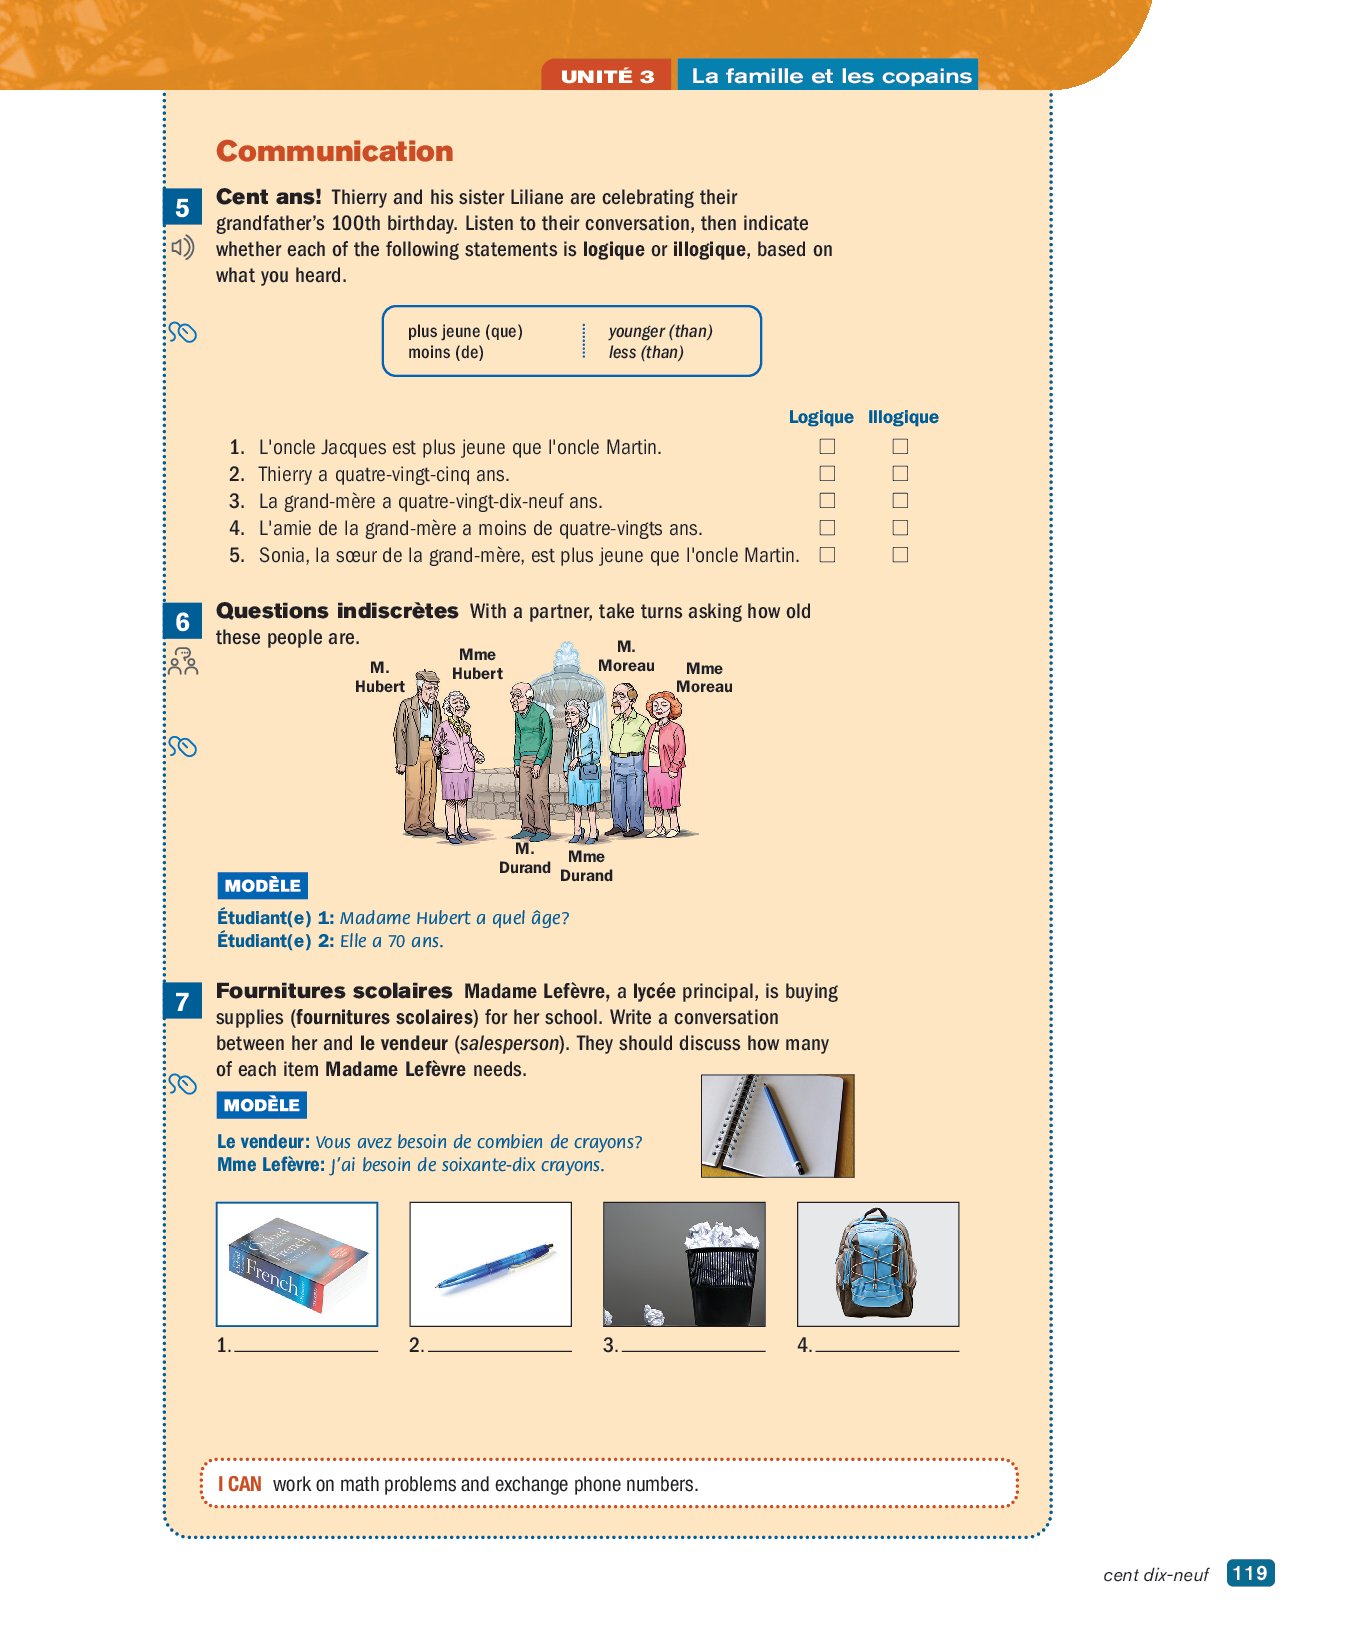 UNITÉ 3 La famille et les copains
Communication
5 Cent ans! Thierry and his sister Liliane are celebrating their
grandfather's 100th birthday. Listen to their conversation, then indicate
whether each of the following statements is logique or illogique, based on
what you heard.
plus jeune (que) younger (than)
moins (de) less (than)
Logique Illogique
1. L'oncle Jacques est plus jeune que l'oncle Martin.
2. Thierry a quatre-vingt-cinq ans.
3. La grand-mère a quatre-vingt-dix-neuf ans.
4. L'amie de la grand-mère a moins de quatre-vingts ans.
5. Sonia, la sœur de la grand-mère, est plus jeune que l'oncle Martin.
6 Questions indiscrètes With a partner, take turns asking how old
these people are.
M.
Hubert
Mme
Hubert
M.
Moreau
Mme
Moreau
M.
Durand
Mme
Durand
MODÈLE
Étudiant(e) 1: Madame Hubert a quel âge?
Étudiant(e) 2: Elle a 70 ans.
7 Fournitures scolaires Madame Lefèvre, a lycée principal, is buying
supplies (fournitures scolaires) for her school. Write a conversation
between her and le vendeur (salesperson). They should discuss how many
of each item Madame Lefèvre needs.
MODÈLE
Le vendeur: Vous avez besoin de combien de crayons?
Mme Lefèvre: J'ai besoin de soixante-dix crayons.
French
French
1. 2. 3. 4.
I CAN work on math problems and exchange phone numbers.
cent dix-neuf 119